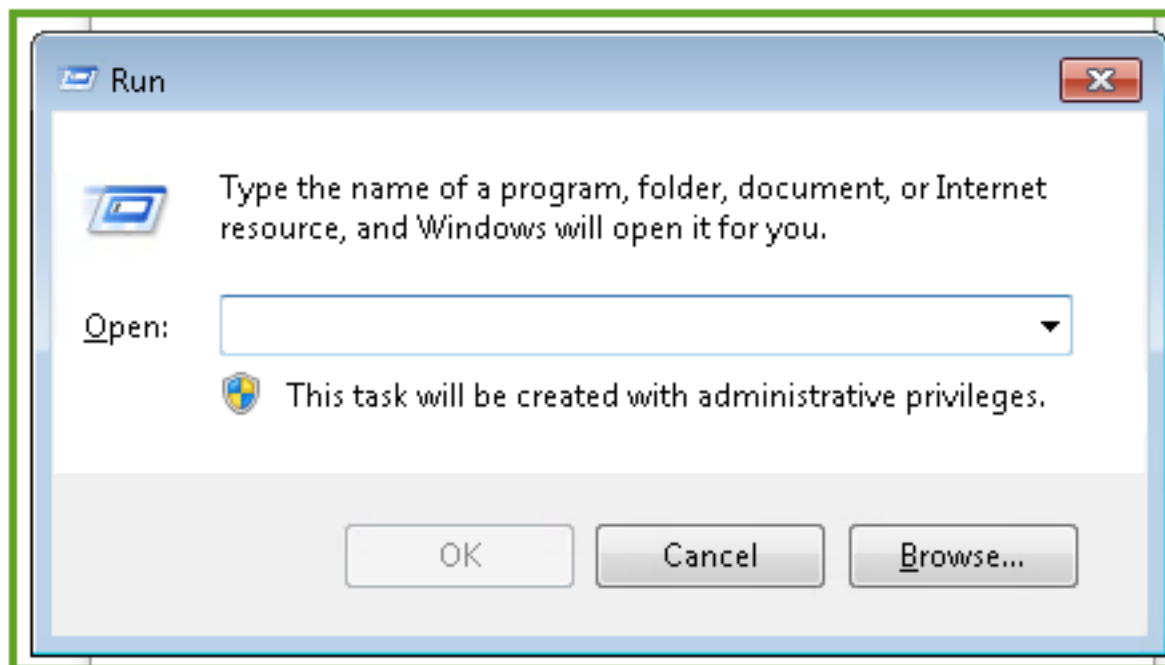 Run
Type the name of a program, folder, document, or Internet
resource, and Windows will open it for you.
Open:
This task will be created with administrative privileges.
OK Cancel Browse...